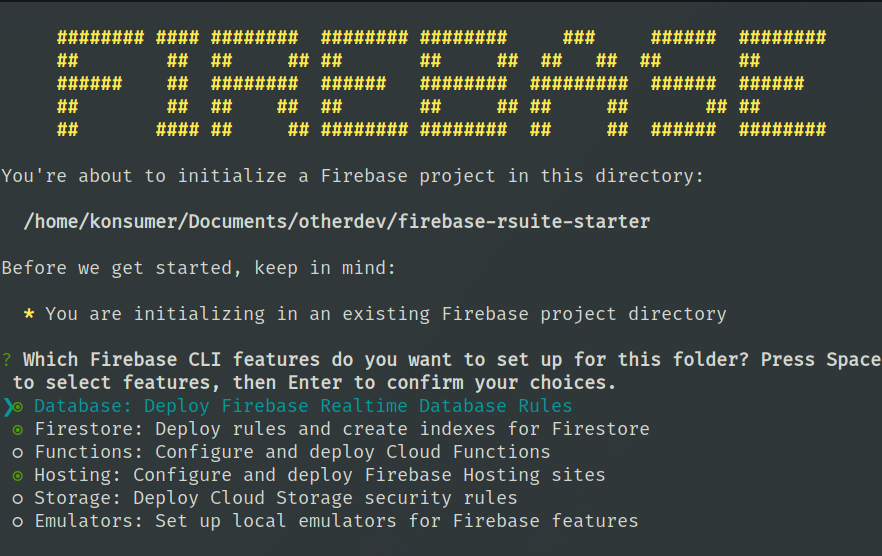 FIREBASE
You're about to initialize a Firebase project in this directory:
/home/konsumer/Documents/otherdev/firebase-rsuite-starter
Before we get started, keep in mind:
* You are initializing in an existing Firebase project directory
? Which Firebase CLI features do you want to set up for this folder? Press Space
to select features, then Enter to confirm your choices.
❯◉ Database: Deploy Firebase Realtime Database Rules
◉ Firestore: Deploy rules and create indexes for Firestore
◯ Functions: Configure and deploy Cloud Functions
◉ Hosting: Configure and deploy Firebase Hosting sites
◯ Storage: Deploy Cloud Storage security rules
◯ Emulators: Set up local emulators for Firebase features